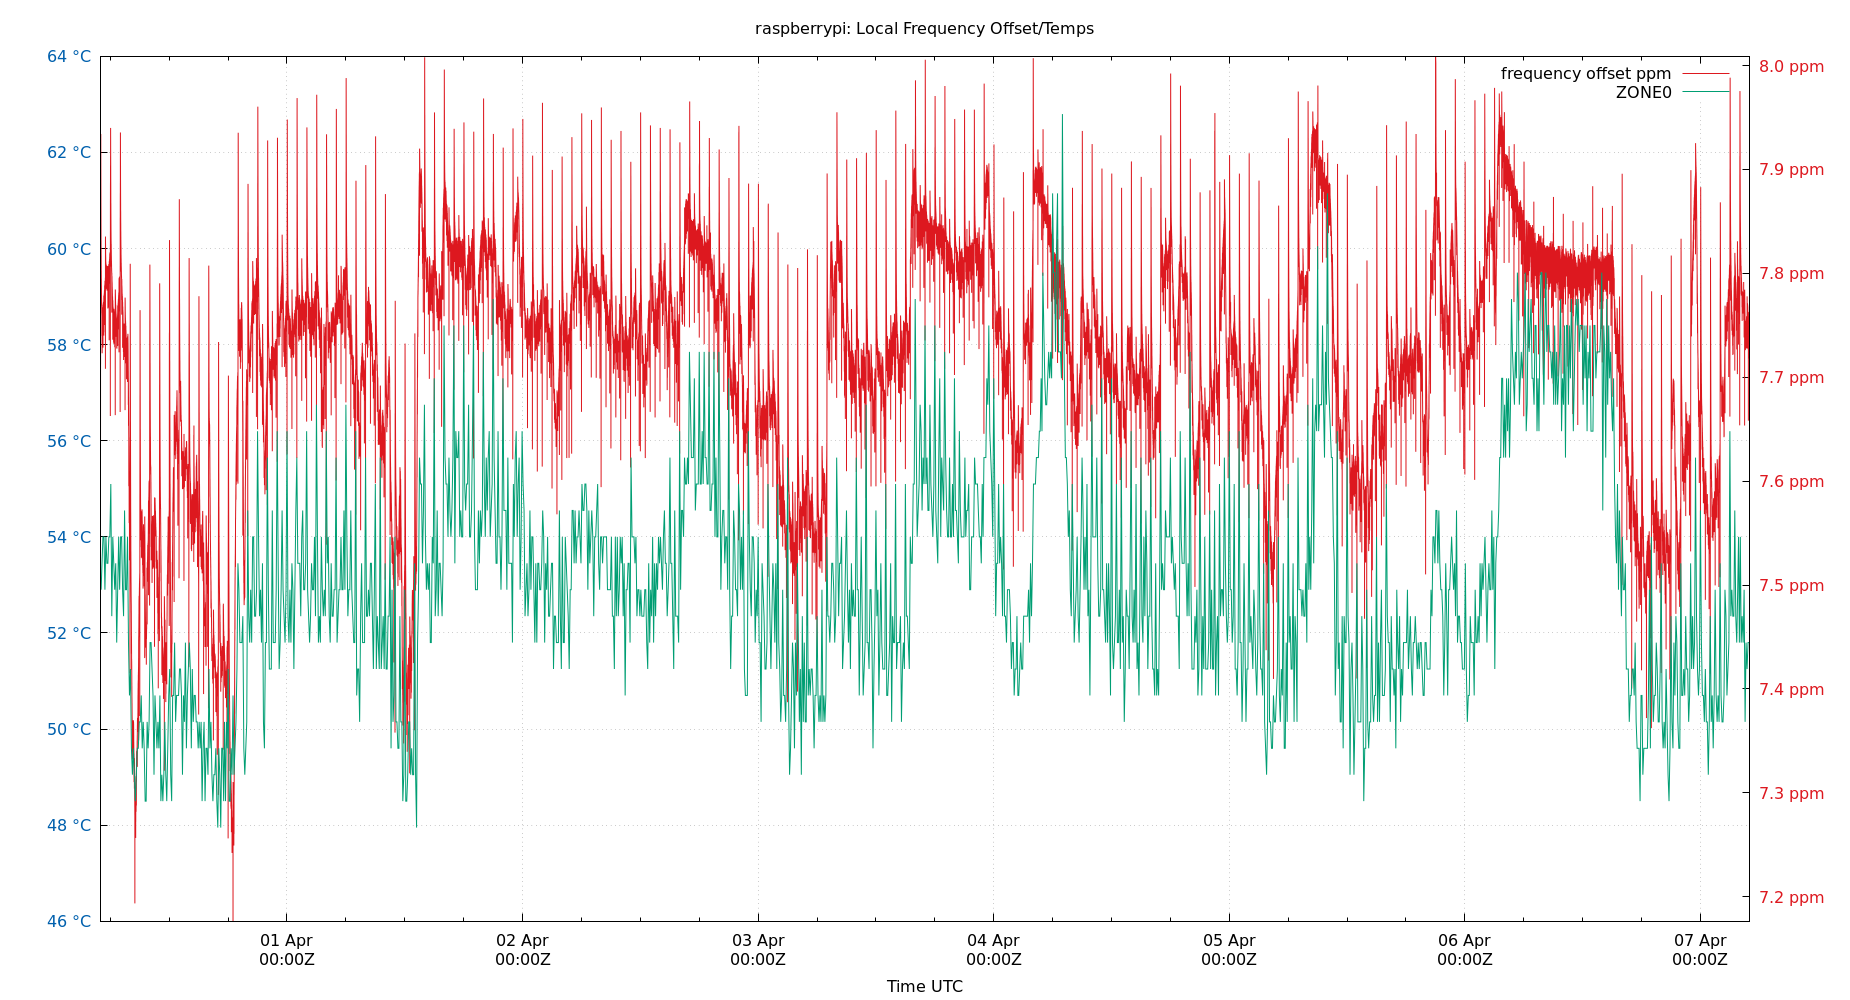 raspberrypi: Local Frequency Offset/Temps
64 °C
62 °C
60 °C
58 °C
56 °C
54 °C
52 °C
50 °C
48 °C
46 °C
8.0 ppm
7.9 ppm
7.8 ppm
7.7 ppm
7.6 ppm
7.5 ppm
7.4 ppm
7.3 ppm
7.2 ppm
frequency offset ppm
ZONE0
01 Apr
00:00Z
02 Apr
00:00Z
03 Apr
00:00Z
04 Apr
00:00Z
05 Apr
00:00Z
06 Apr
00:00Z
07 Apr
00:00Z
Time UTC